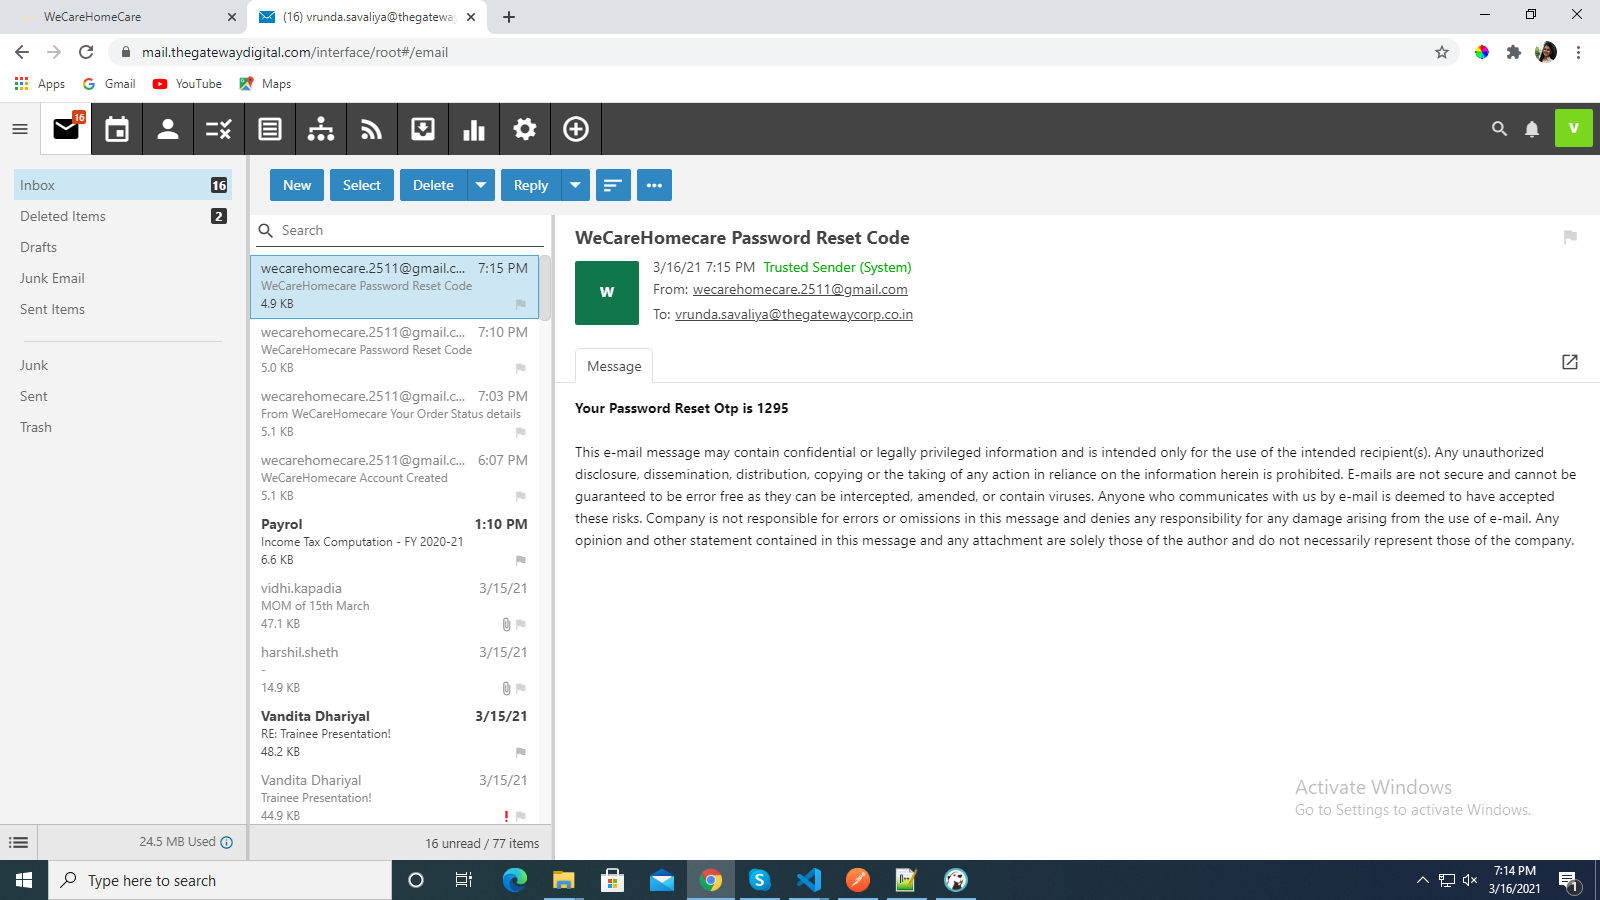 WeCareHomeCare
(16) vrunda.savaliya@thegateway
mail.thegatewaydigital.com/interface/root#/email
Apps
Gmail
YouTube
Maps
16
V
Inbox
16
Deleted Items
2
Drafts
Junk Email
Sent Items
Junk
Sent
Trash
24.5 MB Used
New
Select
Delete
Reply
Search
wecarehomecare.2511@gmail.c... 7:15 PM
WeCareHomecare Password Reset Code
4.9 KB
wecarehomecare.2511@gmail.c... 7:10 PM
WeCareHomecare Password Reset Code
5.0 KB
wecarehomecare.2511@gmail.c... 7:03 PM
From WeCareHomecare Your Order Status details
5.1 KB
wecarehomecare.2511@gmail.c... 6:07 PM
WeCareHomecare Account Created
5.1 KB
Payrol 1:10 PM
Income Tax Computation - FY 2020-21
6.6 KB
vidhi.kapadia 3/15/21
MOM of 15th March
47.1 KB
harshil.sheth 3/15/21
-
14.9 KB
Vandita Dhariyal 3/15/21
RE: Trainee Presentation!
48.2 KB
Vandita Dhariyal 3/15/21
Trainee Presentation!
44.9 KB
16 unread / 77 items
WeCareHomecare Password Reset Code
w
3/16/21 7:15 PM Trusted Sender (System)
From: wecarehomecare.2511@gmail.com
To: vrunda.savaliya@thegatewaycorp.co.in
Message
Your Password Reset Otp is 1295
This e-mail message may contain confidential or legally privileged information and is intended only for the use of the intended recipient(s). Any unauthorized
disclosure, dissemination, distribution, copying or the taking of any action in reliance on the information herein is prohibited. E-mails are not secure and cannot be
guaranteed to be error free as they can be intercepted, amended, or contain viruses. Anyone who communicates with us by e-mail is deemed to have accepted
these risks. Company is not responsible for errors or omissions in this message and denies any responsibility for any damage arising from the use of e-mail. Any
opinion and other statement contained in this message and any attachment are solely those of the author and do not necessarily represent those of the company.
Activate Windows
Go to Settings to activate Windows.
Type here to search
7:14 PM
3/16/2021
1